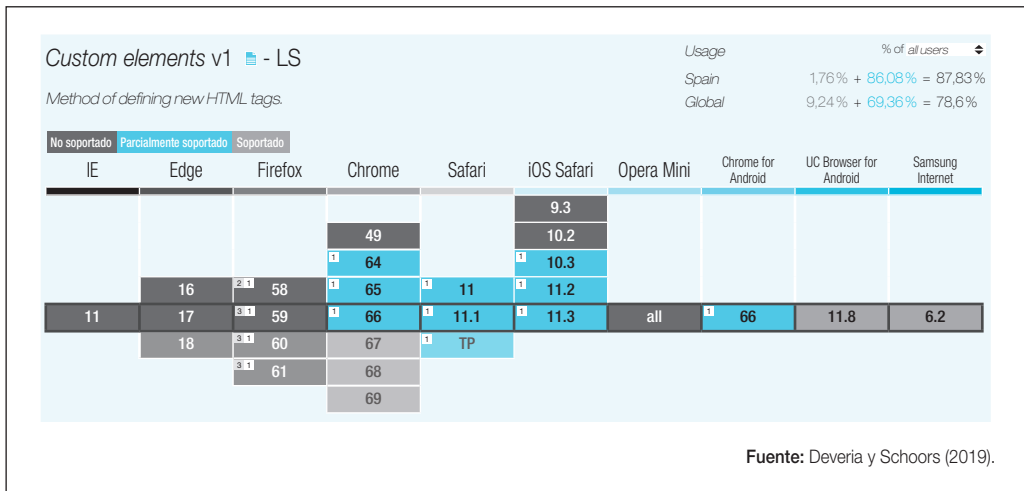 Custom elements v1 - LS
Usage % of all users
Spain 1,76% + 86,08% = 87,83%
Method of defining new HTML tags.
Global 9,24% + 69,36% = 78,6%
No soportado Parcialmente soportado Soportado
IE Edge Firefox Chrome Safari iOS Safari Opera Mini Chrome for Android UC Browser for Android Samsung Internet
9.3
49 10.2
1 64 1 10.3
16 2 1 58 1 65 1 11 1 11.2
11 17 3 1 59 1 66 1 11.1 1 11.3 all 1 66 11.8 6.2
18 3 1 60 67 1 TP
3 1 61 68
69
Fuente: Deveria y Schoors (2019).